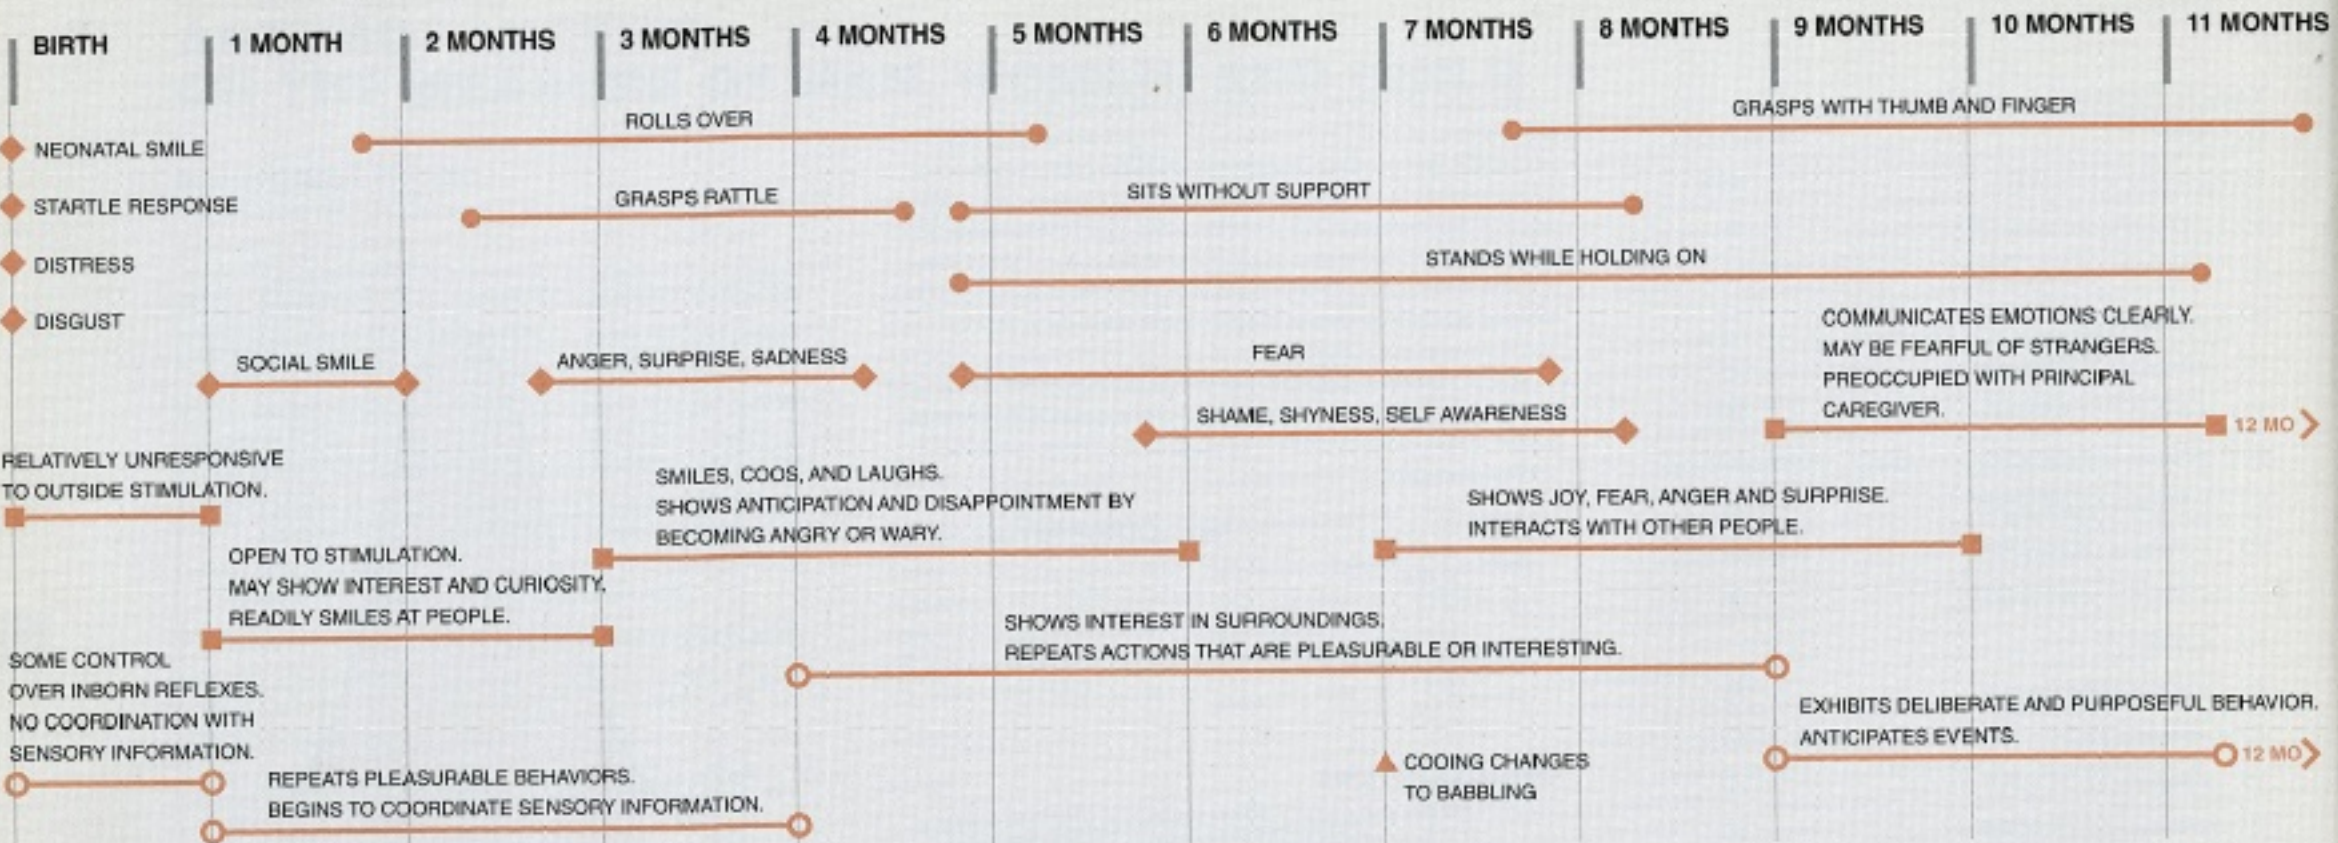 BIRTH
1 MONTH
2 MONTHS
3 MONTHS
4 MONTHS
5 MONTHS
6 MONTHS
7 MONTHS
8 MONTHS
9 MONTHS
10 MONTHS
11 MONTHS
ROLLS OVER
GRASPS WITH THUMB AND FINGER
NEONATAL SMILE
GRASPS RATTLE
SITS WITHOUT SUPPORT
STARTLE RESPONSE
STANDS WHILE HOLDING ON
DISTRESS
DISGUST
COMMUNICATES EMOTIONS CLEARLY.
MAY BE FEARFUL OF STRANGERS.
PREOCCUPIED WITH PRINCIPAL
CAREGIVER.
12 MO
SOCIAL SMILE
ANGER, SURPRISE, SADNESS
FEAR
SHAME, SHYNESS, SELF AWARENESS
RELATIVELY UNRESPONSIVE
TO OUTSIDE STIMULATION.
SMILES, COOS, AND LAUGHS.
SHOWS ANTICIPATION AND DISAPPOINTMENT BY
BECOMING ANGRY OR WARY.
SHOWS JOY, FEAR, ANGER AND SURPRISE.
INTERACTS WITH OTHER PEOPLE.
OPEN TO STIMULATION.
MAY SHOW INTEREST AND CURIOSITY.
READILY SMILES AT PEOPLE.
SHOWS INTEREST IN SURROUNDINGS.
REPEATS ACTIONS THAT ARE PLEASURABLE OR INTERESTING.
SOME CONTROL
OVER INBORN REFLEXES.
NO COORDINATION WITH
SENSORY INFORMATION.
EXHIBITS DELIBERATE AND PURPOSEFUL BEHAVIOR.
ANTICIPATES EVENTS.
12 MO
COOING CHANGES
TO BABBLING
REPEATS PLEASURABLE BEHAVIORS.
BEGINS TO COORDINATE SENSORY INFORMATION.